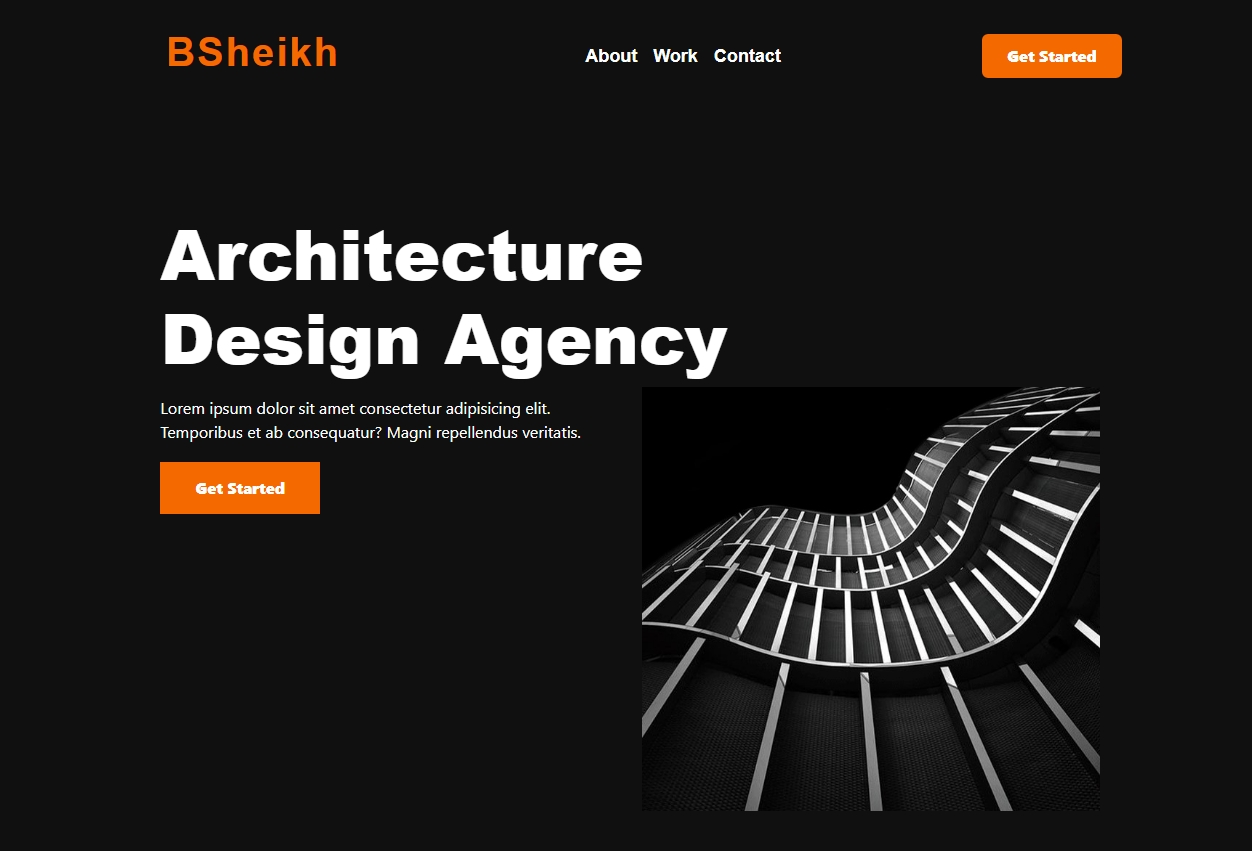 BSheikh
About Work Contact
Get Started
Architecture
Design Agency
Lorem ipsum dolor sit amet consectetur adipisicing elit.
Temporibus et ab consequatur? Magni repellendus veritatis.
Get Started